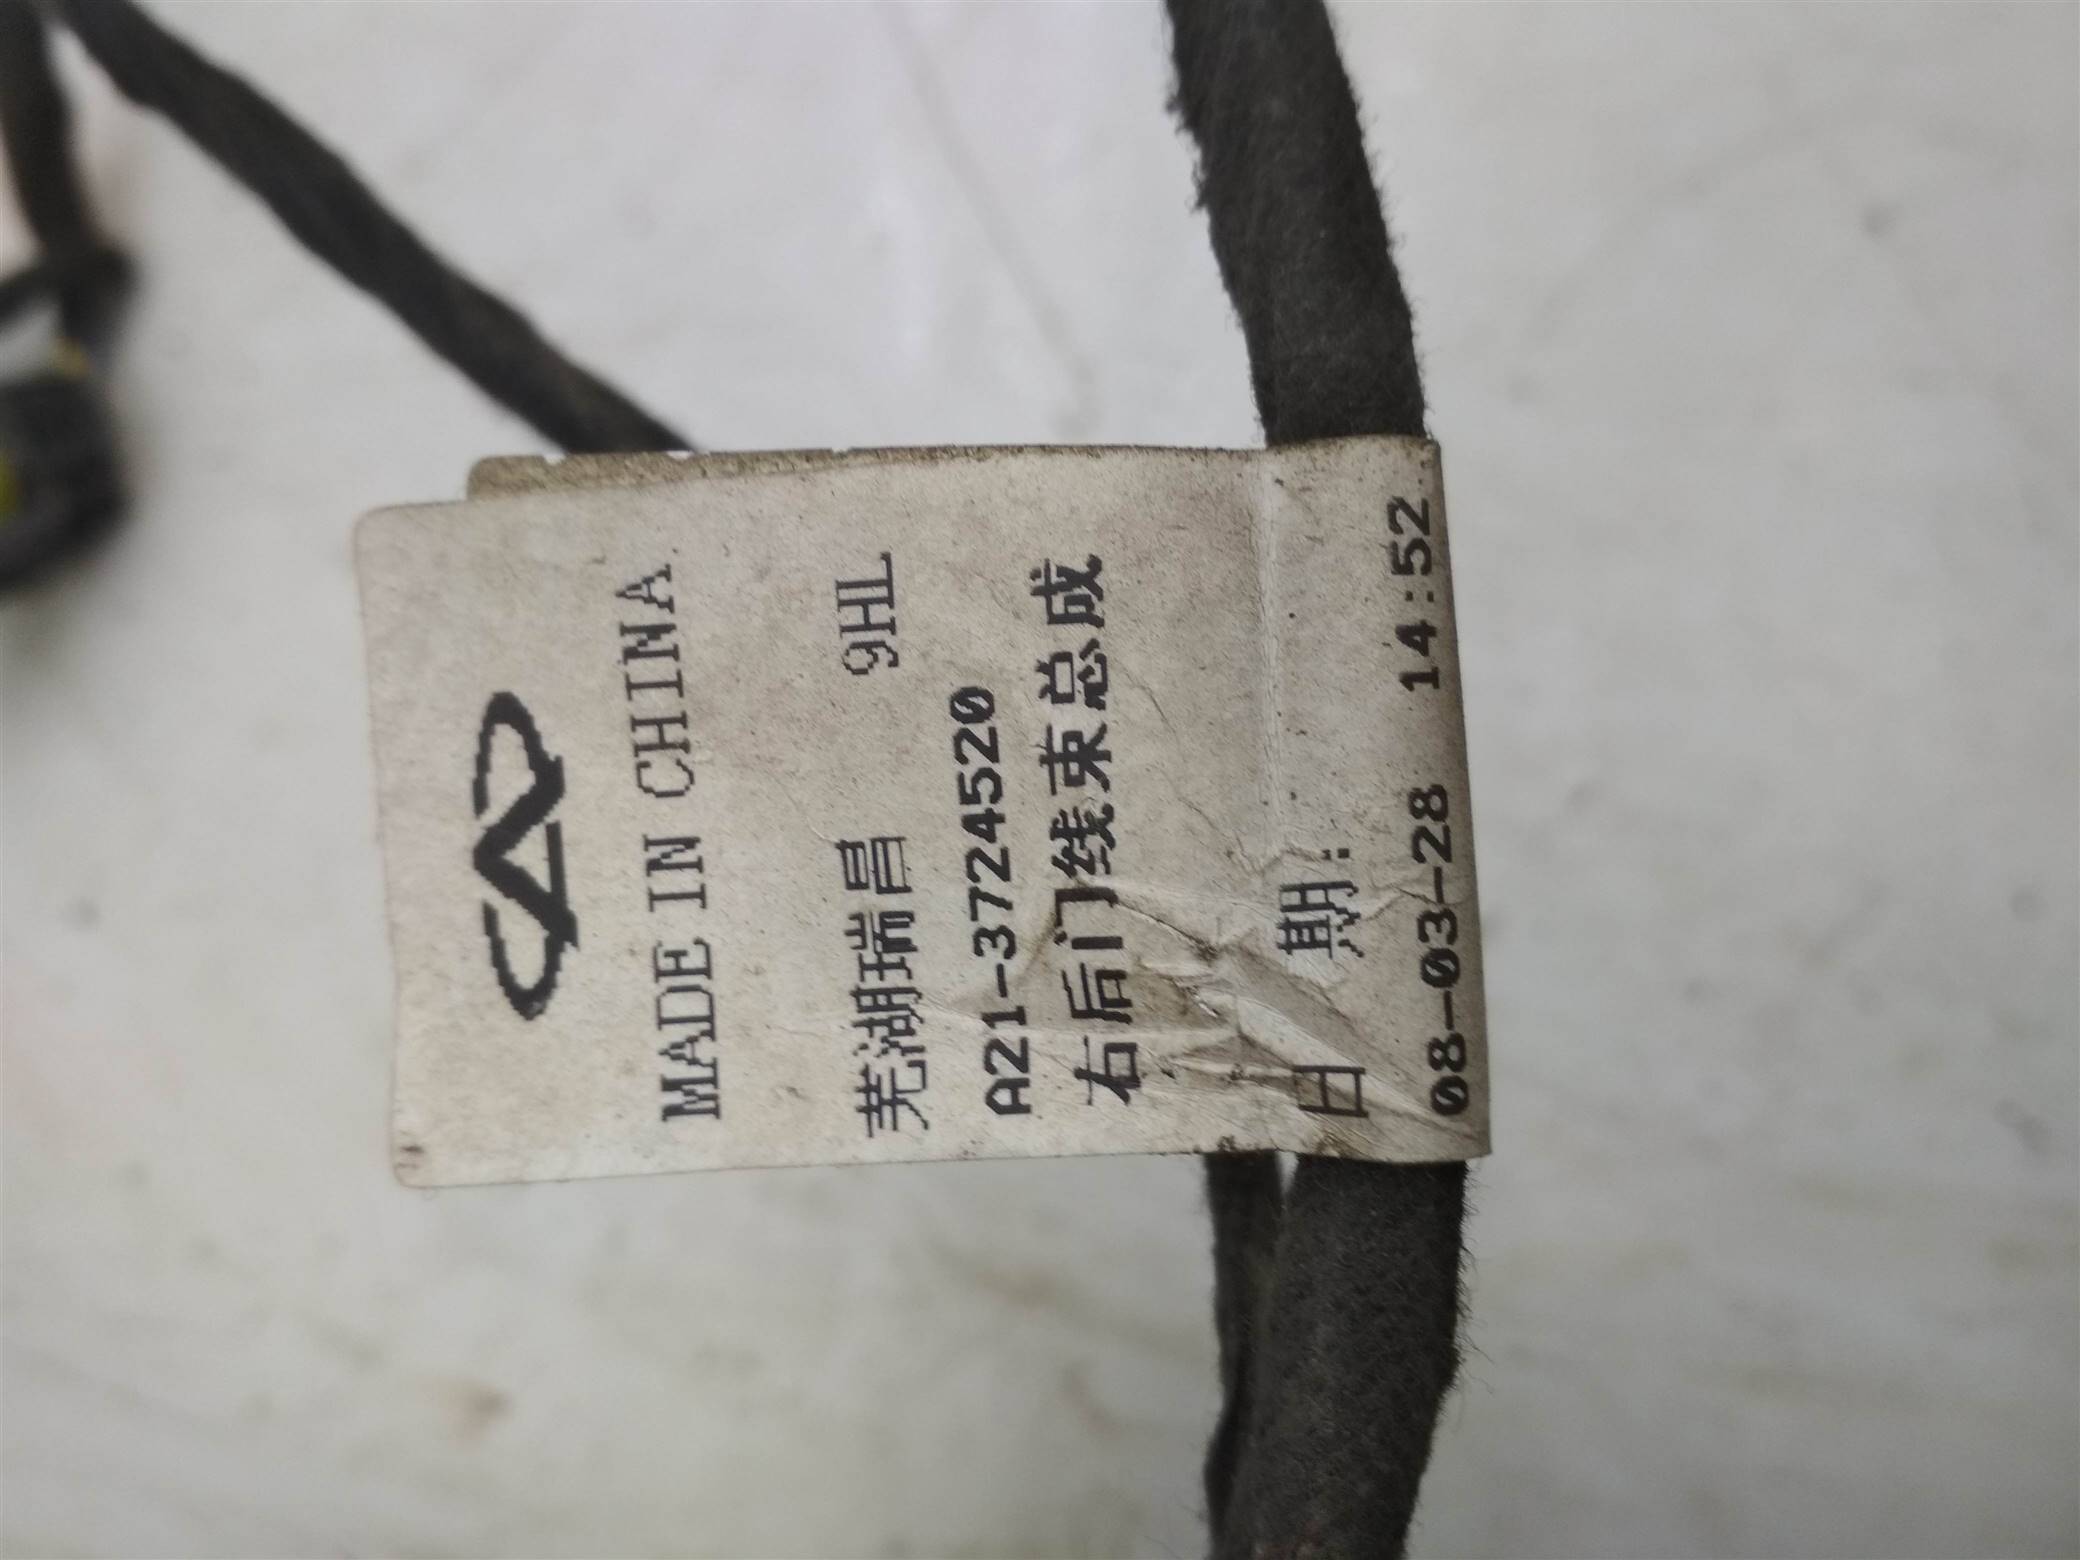 MADE IN CHINA
芜湖瑞昌 9HL
A21-3724520
右后门线束总成
日 期:
08-03-28 14:52